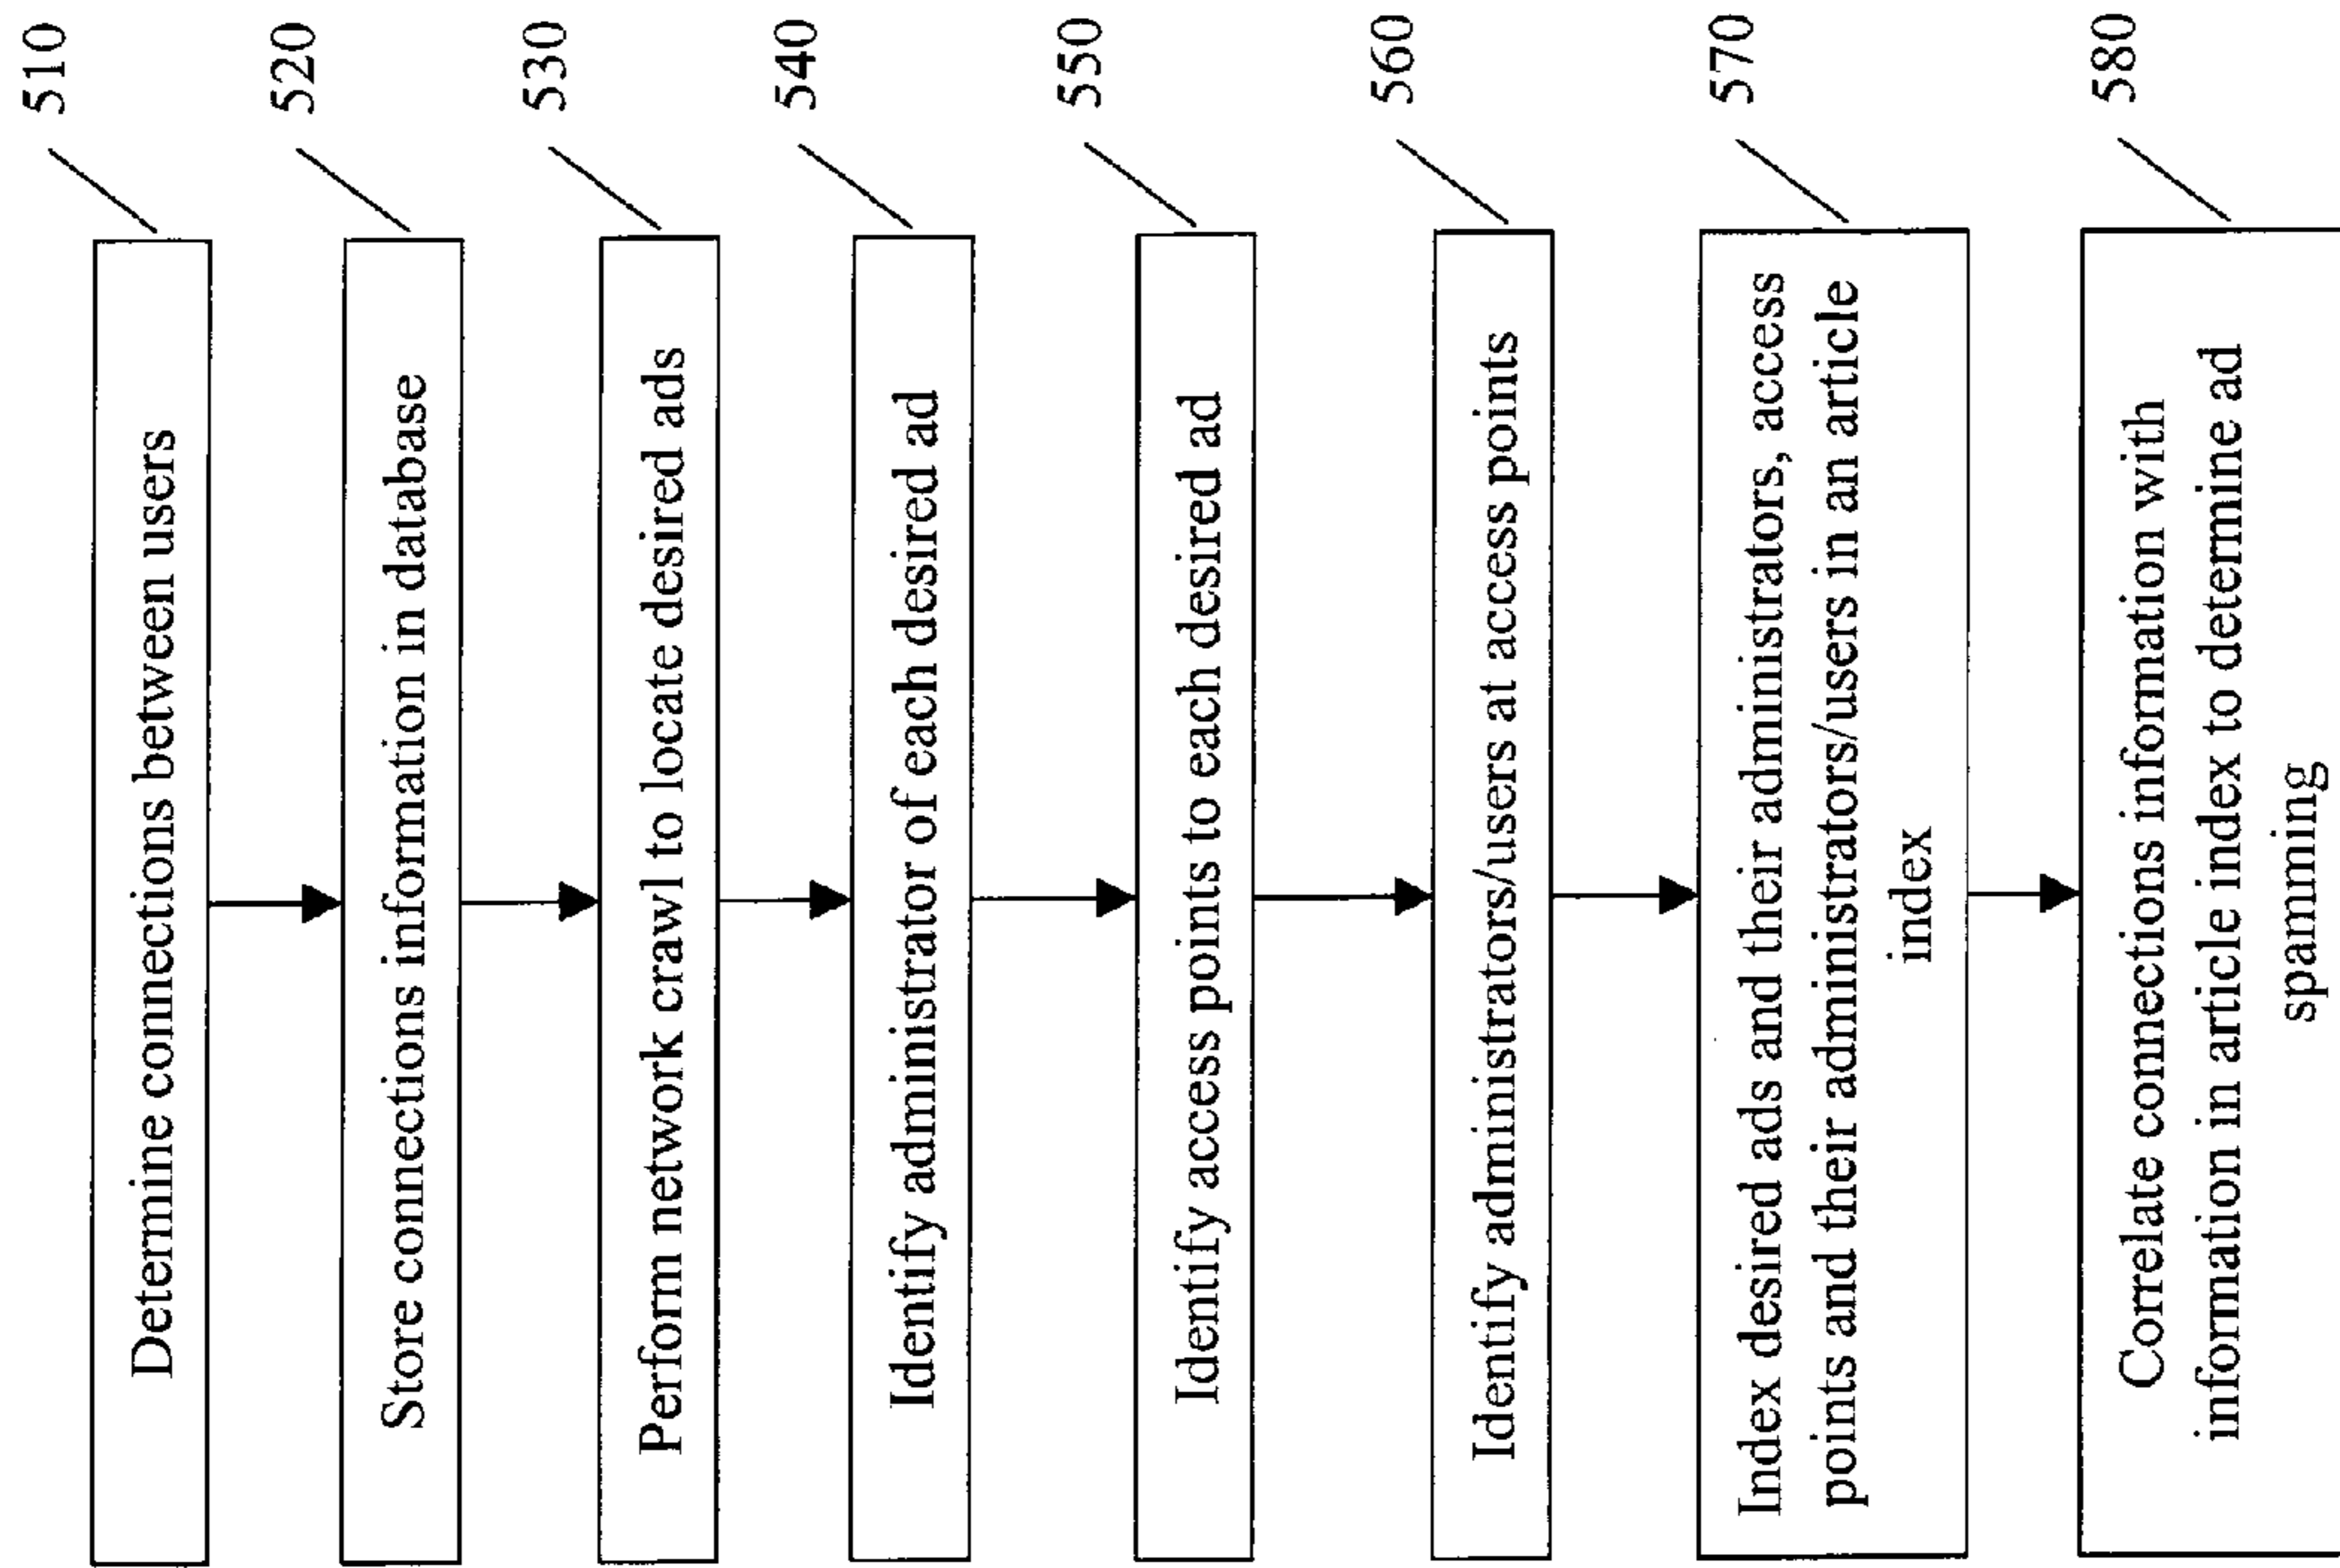 510
Determine connections between users
520
Store connections information in database
530
Perform network crawl to locate desired ads
540
Identify administrator of each desired ad
550
Identify access points to each desired ad
560
Identify administrators/users at access points
570
Index desired ads and their administrators, access
points and their administrators/users in an article
index
580
Correlate connections information with
information in article index to determine ad
spamming